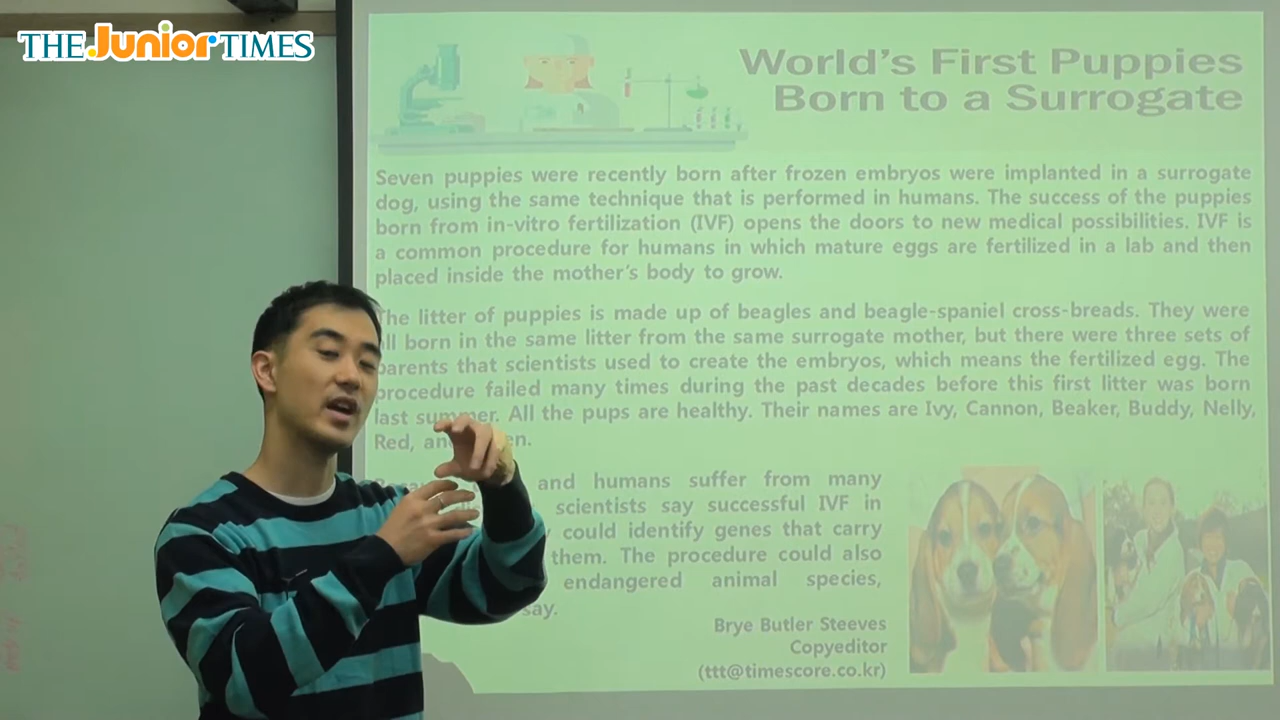 THE Junior TIMES
World's First Puppies
Born to a Surrogate
Seven puppies were recently born after frozen embryos were implanted in a surrogate
dog, using the same technique that is performed in humans. The success of the puppies
born from in-vitro fertilization (IVF) opens the doors to new medical possibilities. IVF is
a common procedure for humans in which mature eggs are fertilized in a lab and then
placed inside the mother's body to grow.
The litter of puppies is made up of beagles and beagle-spaniel cross-breads. They were
all born in the same litter from the same surrogate mother, but there were three sets of
parents that scientists used to create the embryos, which means the fertilized egg. The
procedure failed many times during the past decades before this first litter was born
last summer. All the pups are healthy. Their names are Ivy, Cannon, Beaker, Buddy, Nelly,
Red, and
and humans suffer from many
scientists say successful IVF in
could identify genes that carry
them. The procedure could also
endangered animal species,
say.
Brye Butler Steeves
Copyeditor
(ttt@timescore.co.kr)